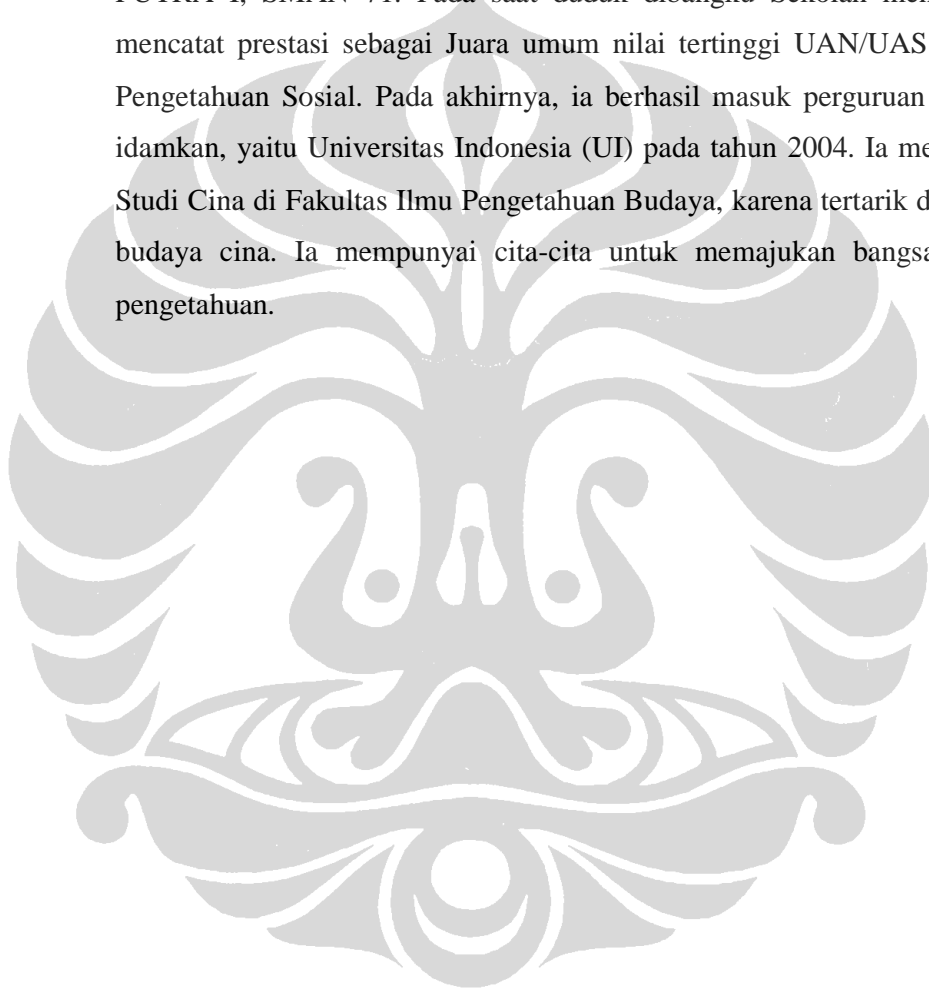 PUTRA I, SMAN 71. Pada saat duduk dibangku Sekolah
mencatat prestasi sebagai Juara umum nilai tertinggi UAN/UAS
Pengetahuan Sosial. Pada akhirnya, ia berhasil masuk perguruan
idamkan, yaitu Universitas Indonesia (UI) pada tahun 2004. Ia
Studi Cina di Fakultas Ilmu Pengetahuan Budaya, karena tertarik
budaya cina. Ia mempunyai cita-cita untuk memajukan bangsa
pengetahuan.